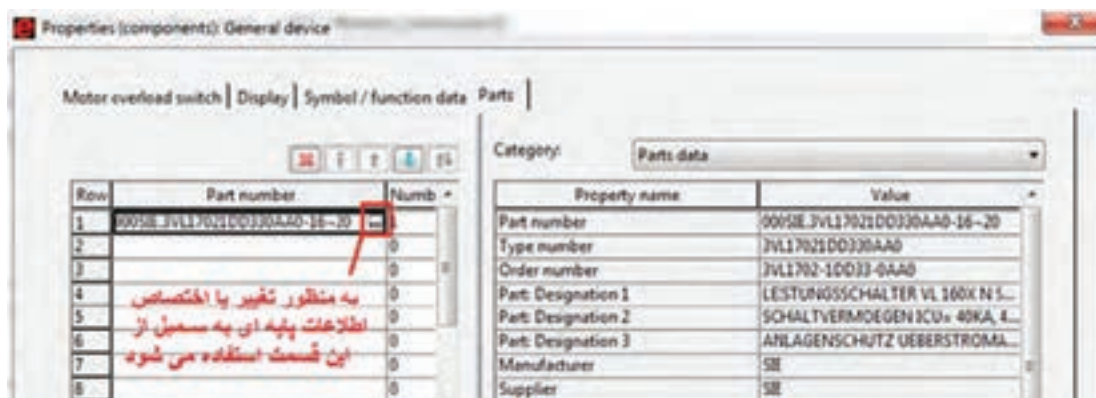 Properties (components): General device
Motor overload switch | Display | Symbol / function data | Parts
Category: Parts data
Row Part number Numb
Property name Value
1 000SIE.3VL17021DD330AA0-16--20
2 0
3 0
4 0
5 0
6 0
7 0
8 0
Part number 000SIE.3VL17021DD330AA0-16--20
Type number 3VL17021DD330AA0
Order number 3VL1702-1DD33-0AA0
Part: Designation 1 LESTUNGSSCHALTER VL 160X N S...
Part: Designation 2 SCHALTVERMOEGEN ICU= 40KA, 4...
Part: Designation 3 ANLAGENSCHUTZ UEBERSTROMA...
Manufacturer SIE
Supplier SIE
به منظور تغییر یا اختصاص
اطلاعات پایه ای به سمبل از
این قسمت استفاده می شود